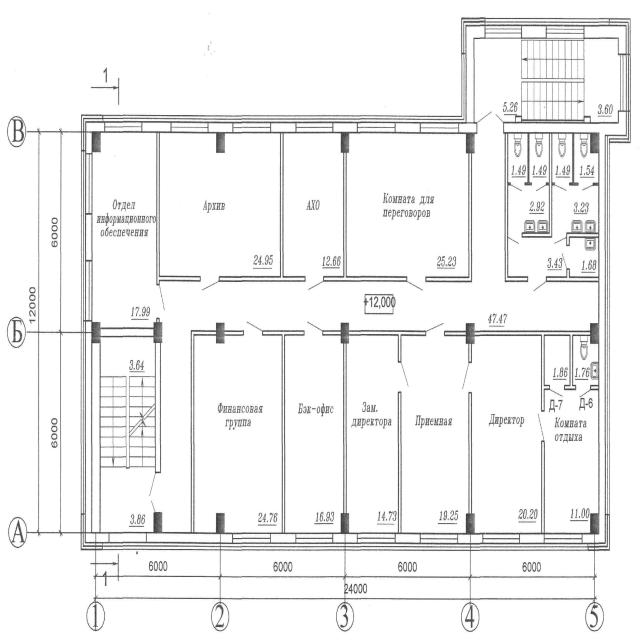 1
5.26
3.60
В
1.49
1.49
1.49
1.54
Отдел
информационного
обеспечения
Архив
АХО
Комната для
переговоров
2.92
3.23
24.95
12.66
25.23
3.43
1.68
6000
12000
17.99
+12,000
47.47
Б
3.64
1.86
1.76
Д-7
Д-6
Финансовая
группа
Бэк-офис
Зам.
директора
Приемная
Директор
Комната
отдыха
6000
3.86
24.76
16.93
14.73
19.25
20.20
11.00
А
1
6000
6000
6000
6000
24000
1
2
3
4
5